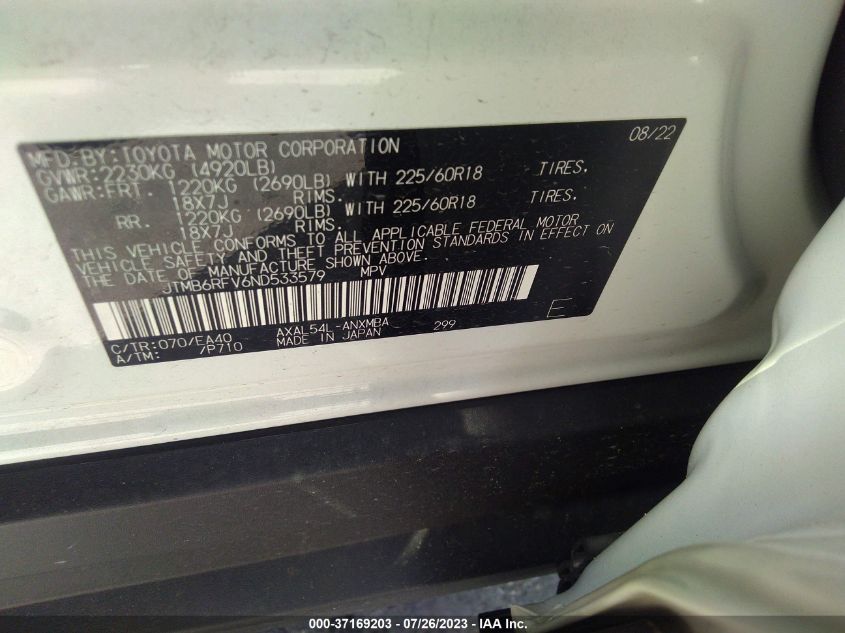 MFD.BY:TOYOTA MOTOR CORPORATION 08/22
GVWR:2230KG (4920LB)
GAWR:FRT. 1220KG (2690LB) WITH 225/60R18 TIRES.
18X7J RIMS.
RR. 1220KG (2690LB) WITH 225/60R18 TIRES.
18X7J RIMS.
THIS VEHICLE CONFORMS TO ALL APPLICABLE FEDERAL MOTOR
VEHICLE SAFETY AND THEFT PREVENTION STANDARDS IN EFFECT ON
THE DATE OF MANUFACTURE SHOWN ABOVE.
JTMB6RFV6ND533579 MPV
C/TR:070/EA40 AXAL54L-ANXMBA 299 E
A/TM: /P710 MADE IN JAPAN
000-37169203 - 07/26/2023 - IAA Inc.